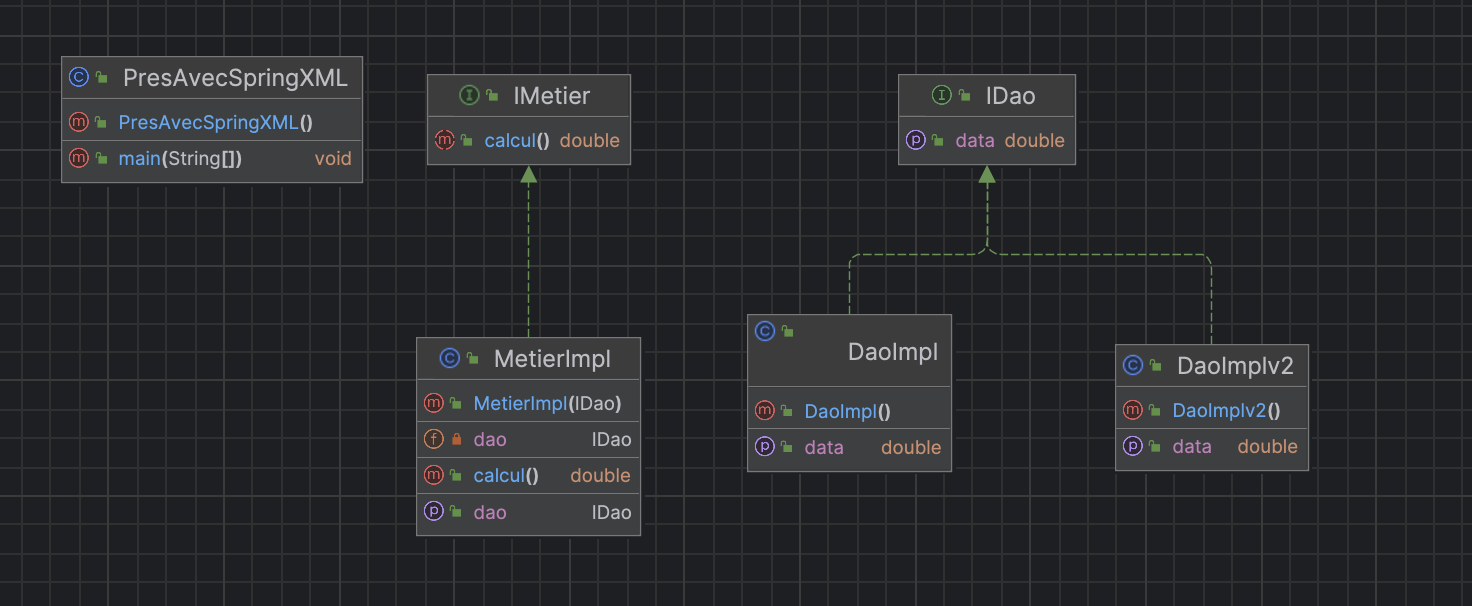 PresAvecSpringXML
PresAvecSpringXML()
main(String[]) void
IMetier
calcul() double
IDao
data double
MetierImpl
MetierImpl(IDao)
dao IDao
calcul() double
dao IDao
DaoImpl
DaoImpl()
data double
DaoImplv2
DaoImplv2()
data double